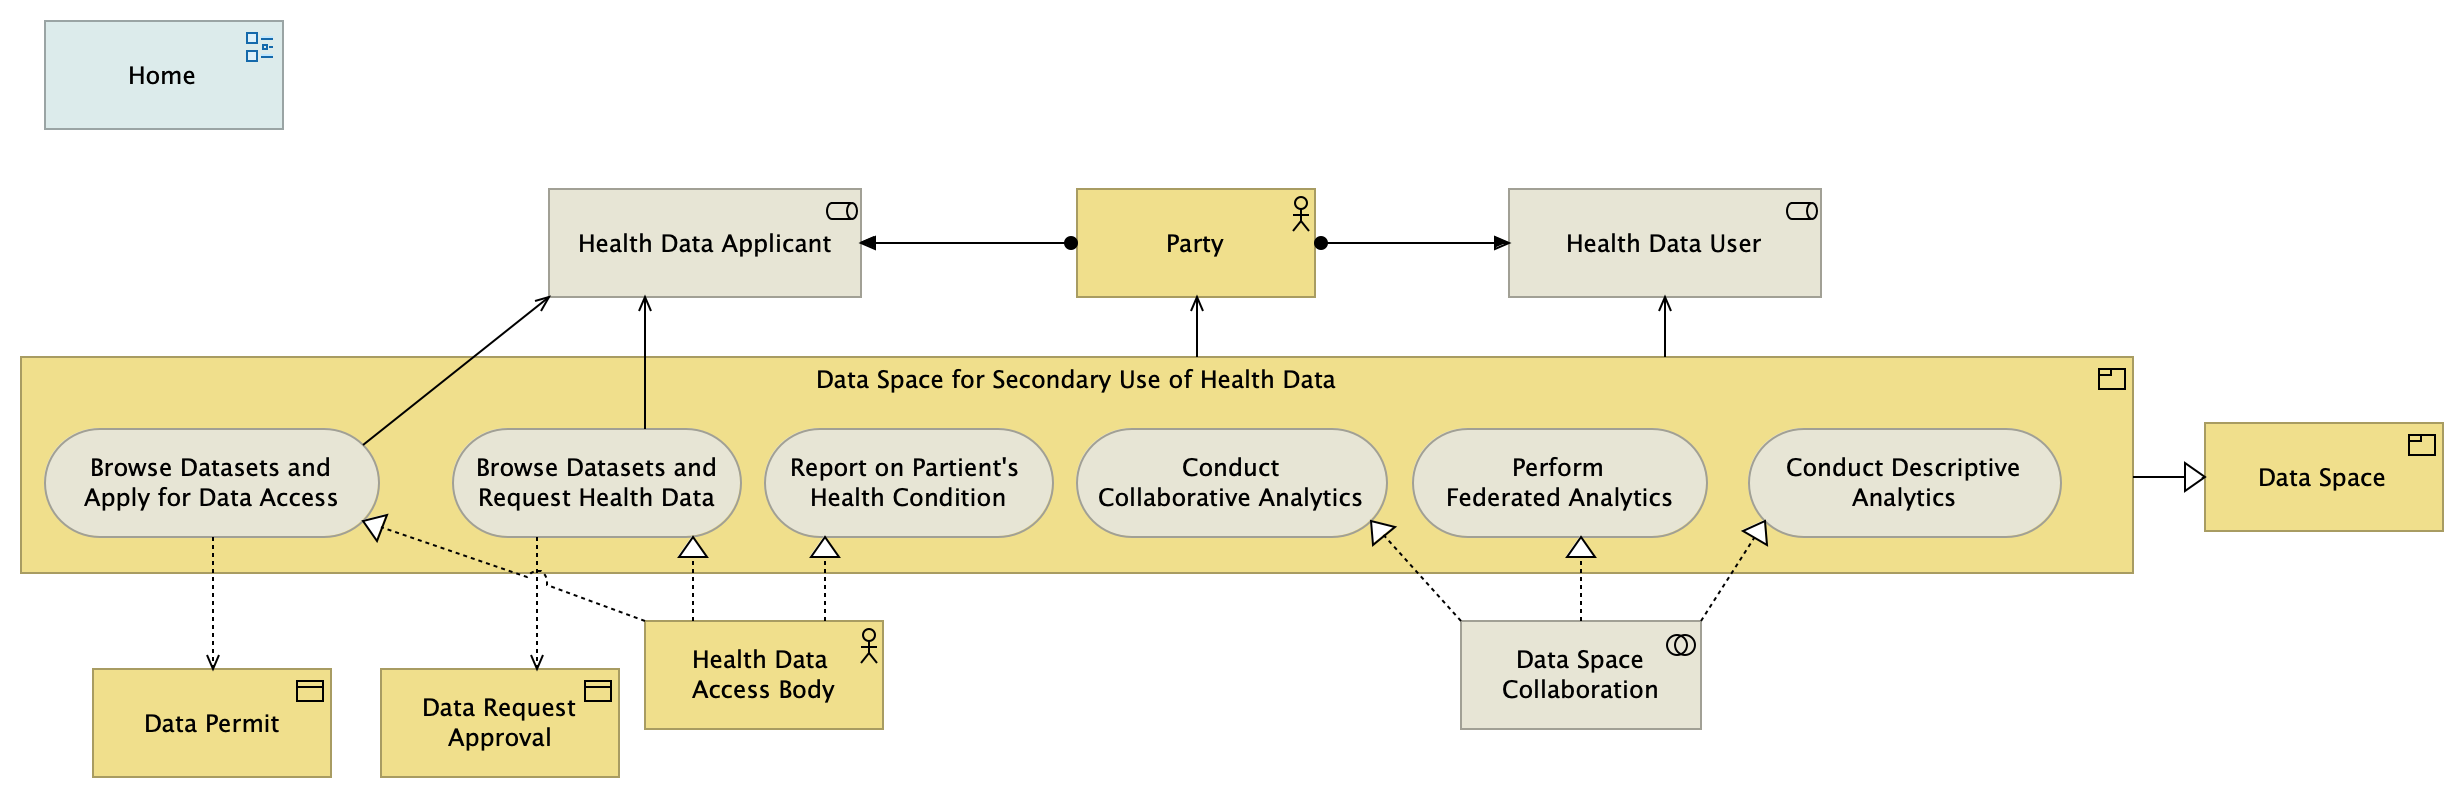 Home
Health Data Applicant
Party
Health Data User
Data Space for Secondary Use of Health Data
Browse Datasets and
Apply for Data Access
Browse Datasets and
Request Health Data
Report on Partient's
Health Condition
Conduct
Collaborative Analytics
Perform
Federated Analytics
Conduct Descriptive
Analytics
Data Space
Data Permit
Data Request
Approval
Health Data
Access Body
Data Space
Collaboration